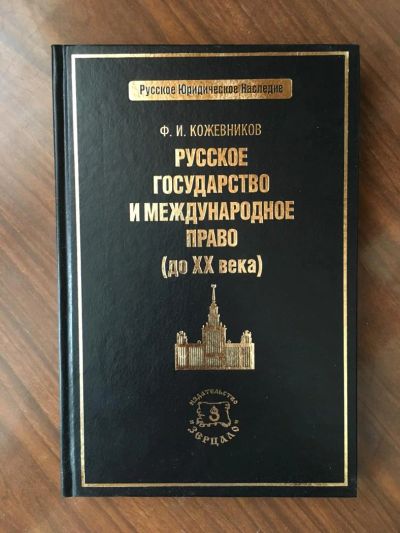 Русское Юридическое Наследие
Ф. И. КОЖЕВНИКОВ
РУССКОЕ
ГОСУДАРСТВО
И МЕЖДУНАРОДНОЕ
ПРАВО
(до XX века)
ИЗДАТЕЛЬСТВО
З
"ЗЕРЦАЛО"